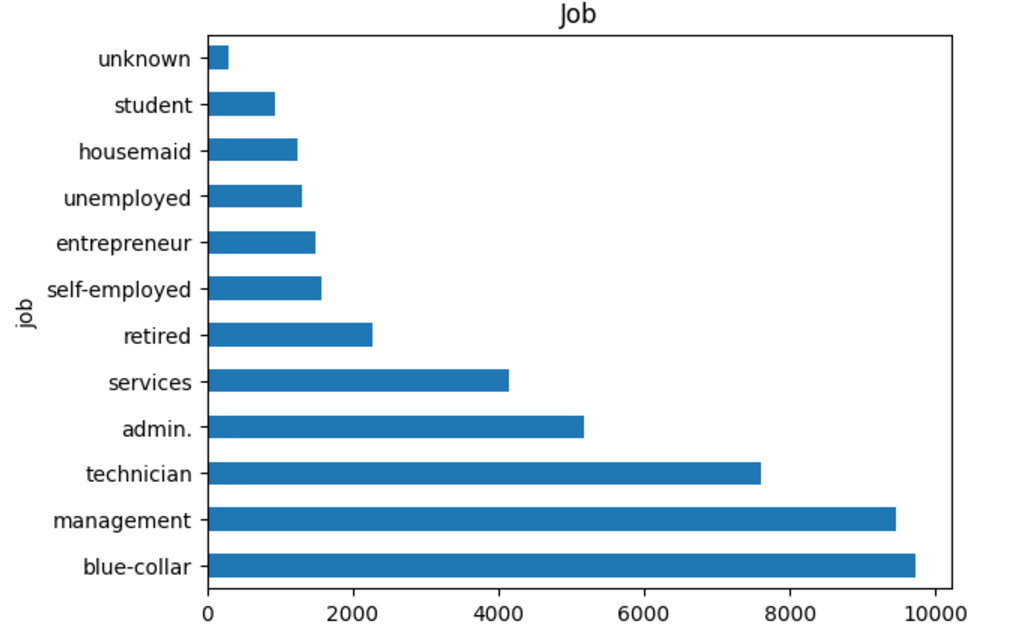 Job
unknown
student
housemaid
unemployed
entrepreneur
self-employed
retired
services
admin.
technician
management
blue-collar
job
0 2000 4000 6000 8000 10000